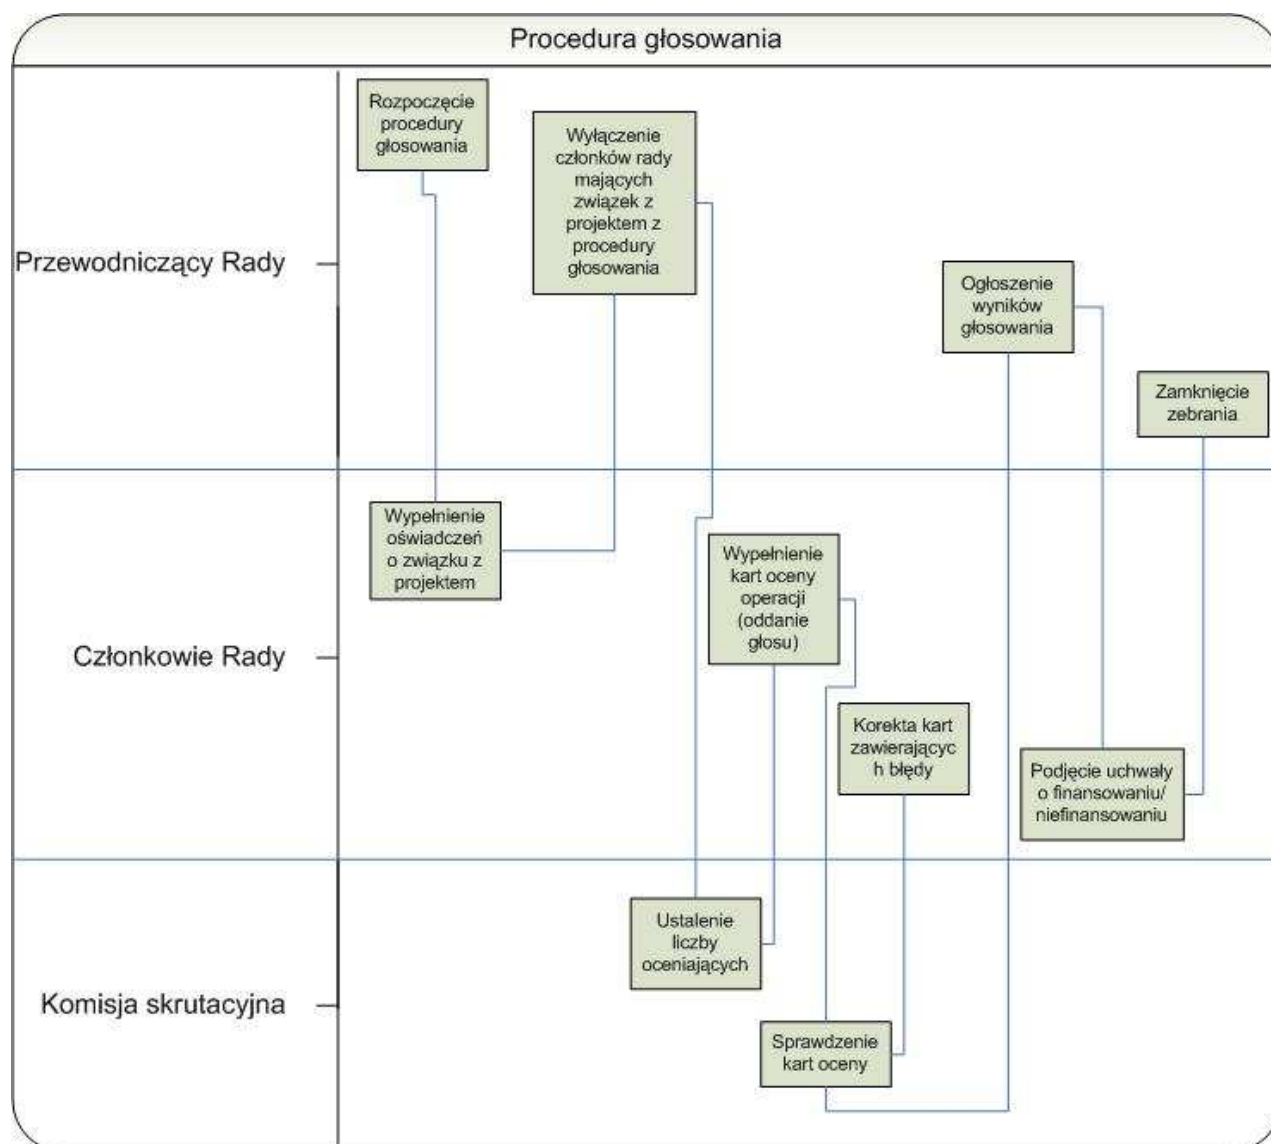 Procedura głosowania
Rozpoczęcie
procedury
głosowania
Wyłączenie
członków rady
mających
związek z
projektem z
procedury
głosowania
Przewodniczący Rady
Ogłoszenie
wyników
głosowania
Zamknięcie
zebrania
Wypełnienie
oświadczeń
o związku z
projektem
Wypełnienie
kart oceny
operacji
(oddanie
głosu)
Członkowie Rady
Korekta kart
zawierającyc
h błędy
Podjęcie uchwały
o finansowaniu/
niefinansowaniu
Ustalenie
liczby
oceniających
Komisja skrutacyjna
Sprawdzenie
kart oceny